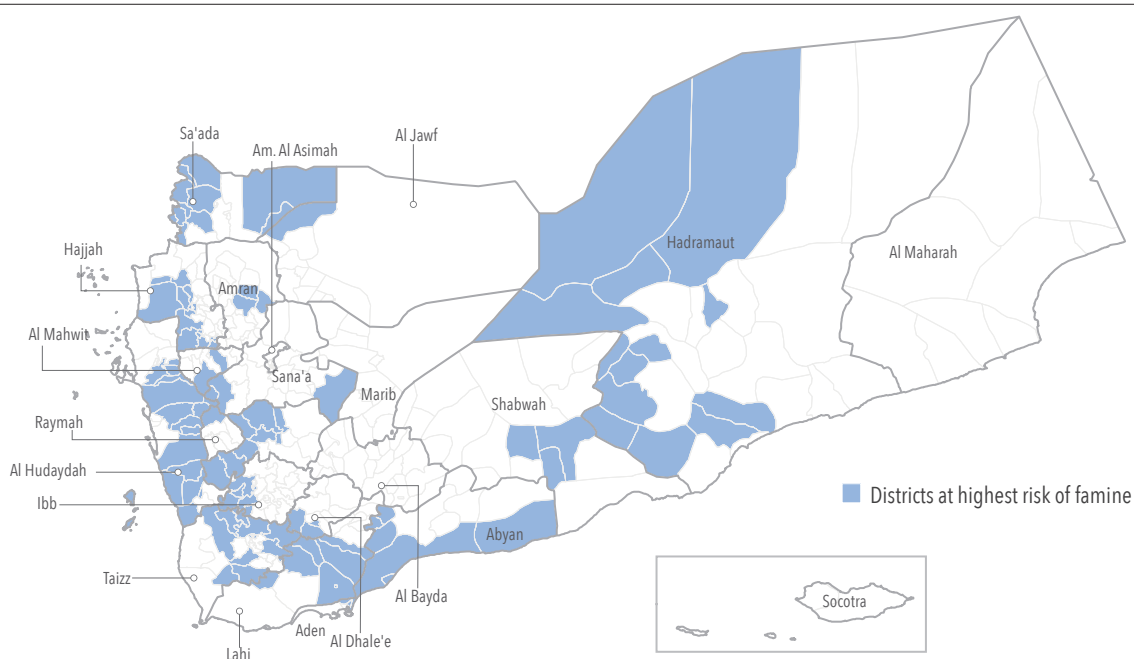 Sa'ada
Am. Al Asimah
Al Jawf
Hajjah
Hadramaut
Al Maharah
Amran
Al Mahwit
Sana'a
Marib
Shabwah
Raymah
Al Hudaydah
Ibb
Districts at highest risk of famine
Abyan
Taizz
Al Bayda
Socotra
Aden
Al Dhale'e
Lahj